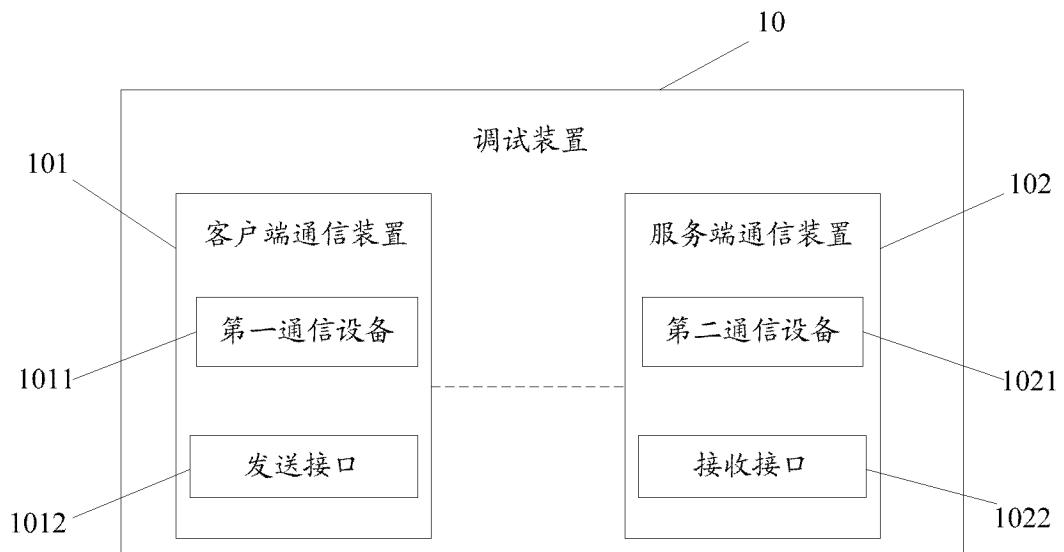 10
调试装置
101
102
客户端通信装置
服务端通信装置
第一通信设备
第二通信设备
1011
1021
发送接口
接收接口
1012
1022